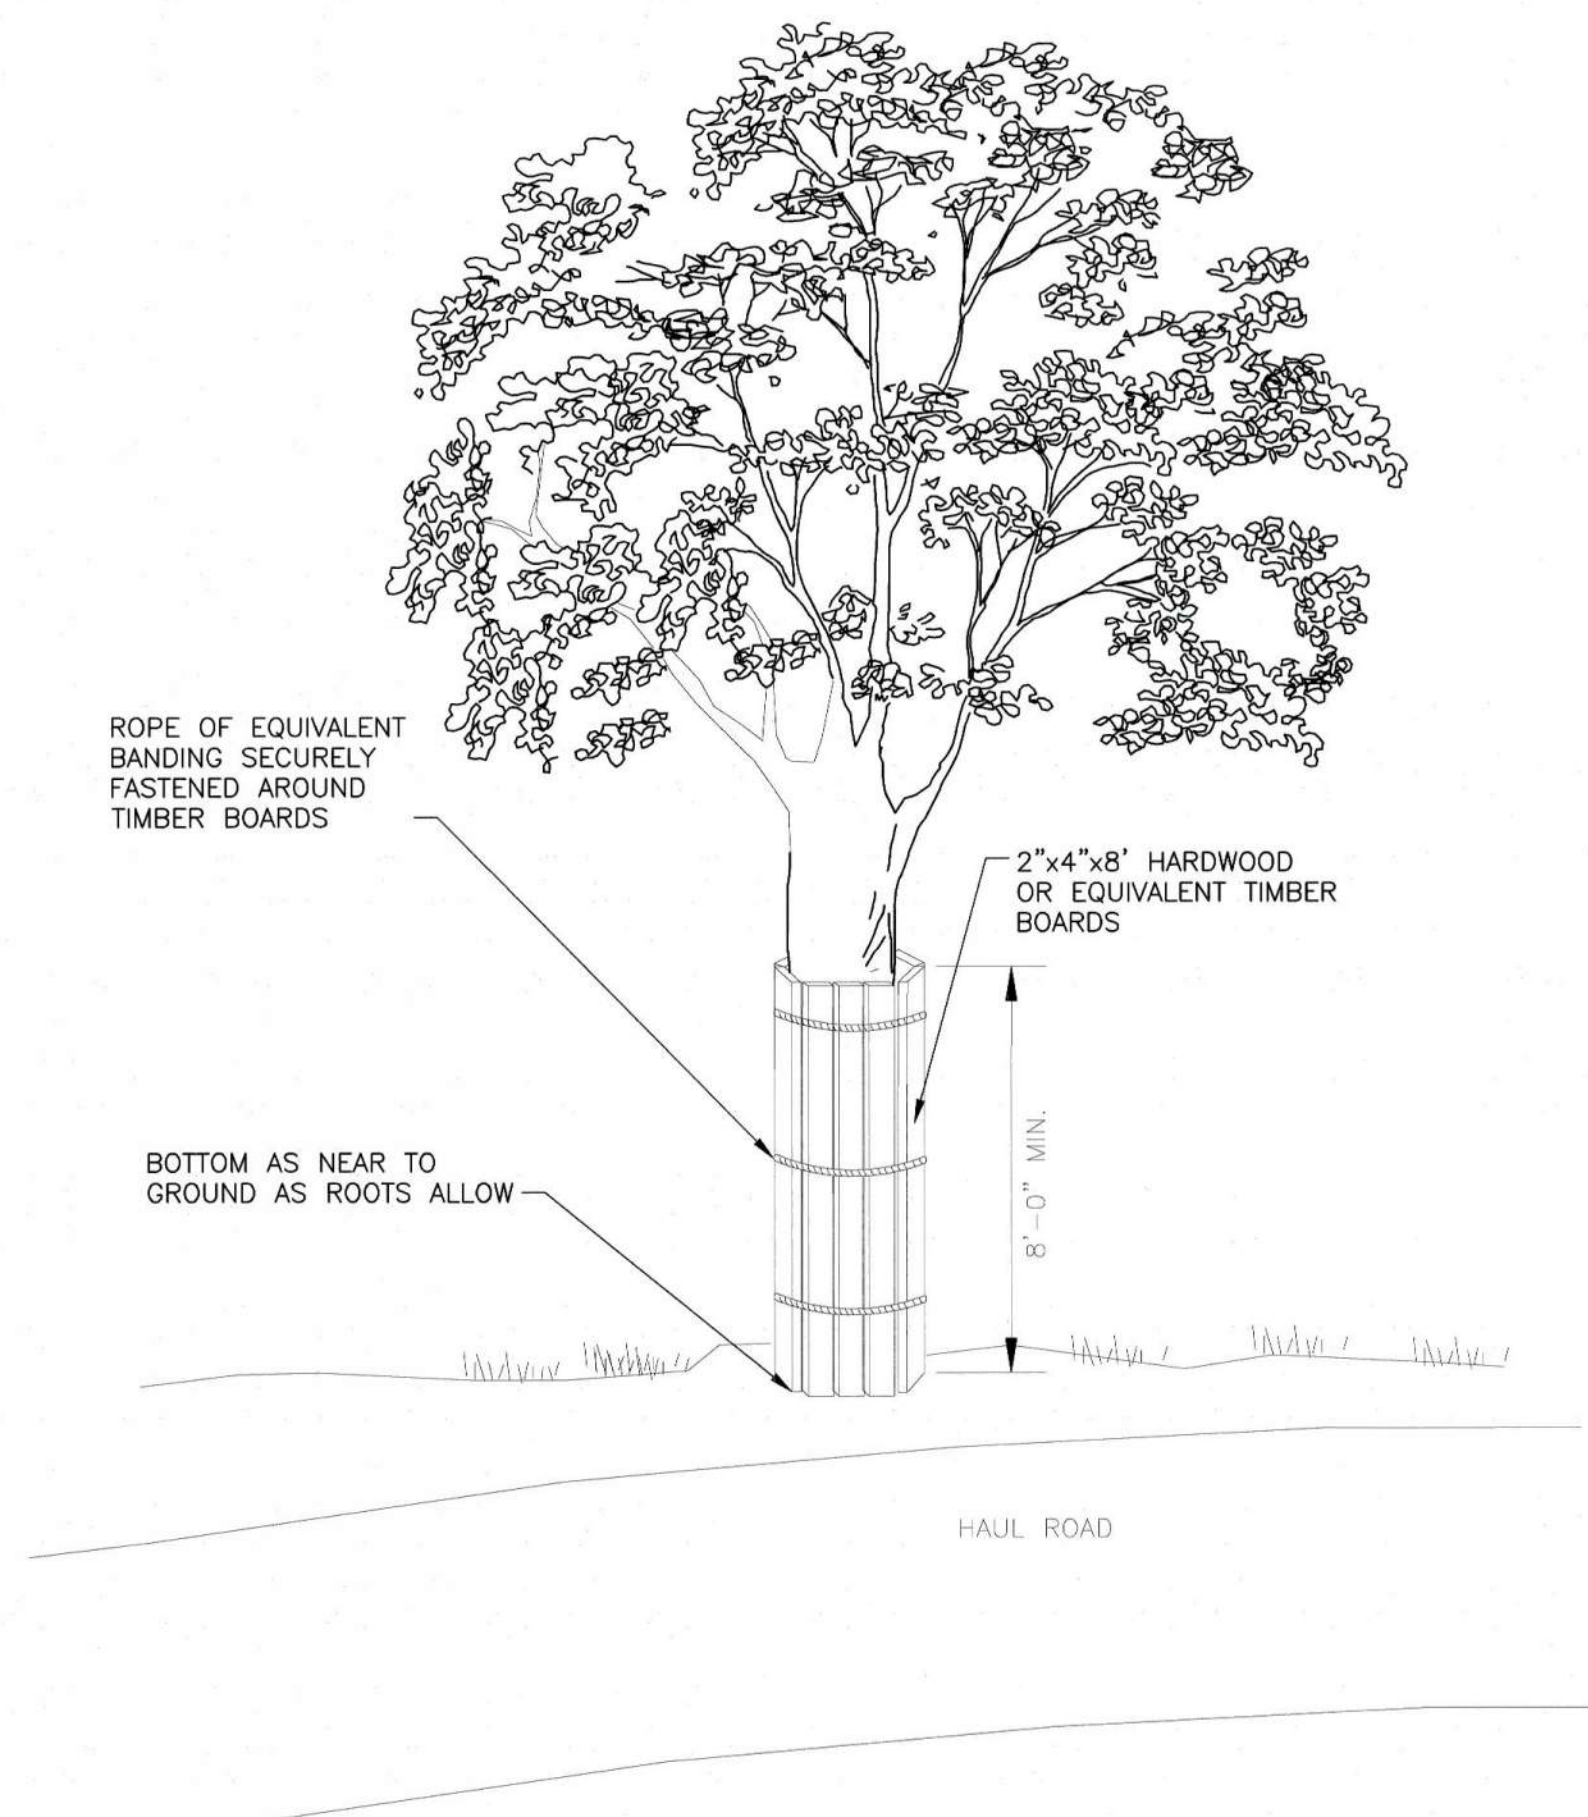 ROPE OF EQUIVALENT
BANDING SECURELY
FASTENED AROUND
TIMBER BOARDS
2"x4"x8' HARDWOOD
OR EQUIVALENT TIMBER
BOARDS
8'-0" MIN.
BOTTOM AS NEAR TO
GROUND AS ROOTS ALLOW
HAUL ROAD